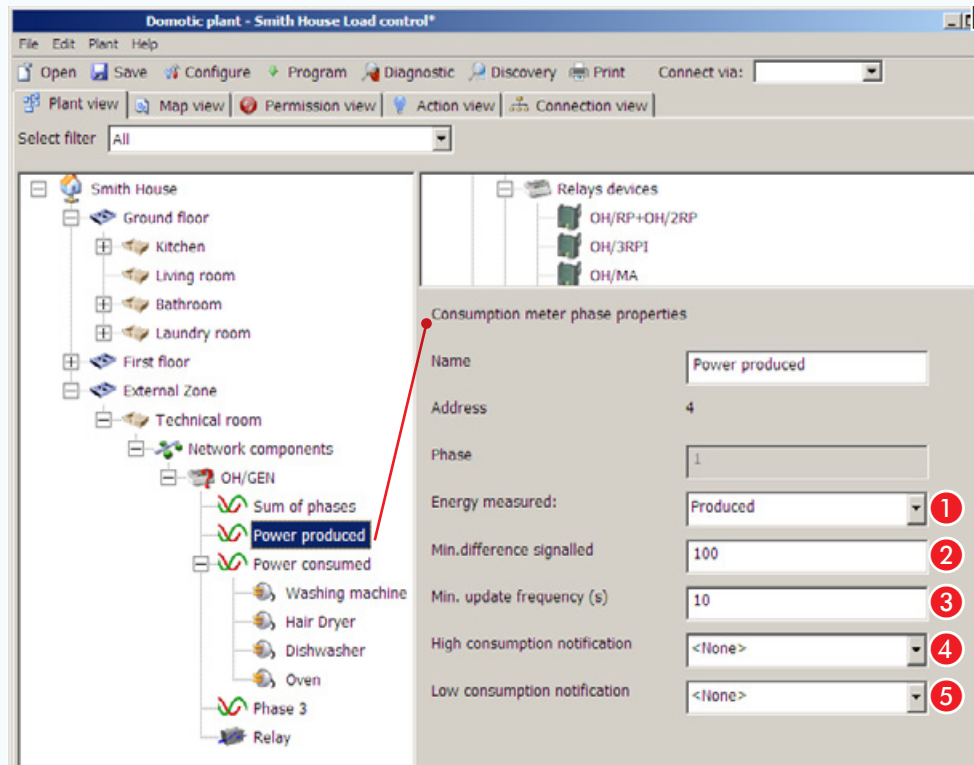 Domotic plant - Smith House Load control*
File Edit Plant Help
Open Save Configure Program Diagnostic Discovery Print Connect via:
Plant view Map view Permission view Action view Connection view
Select filter All
Smith House
Ground floor
Kitchen
Living room
Bathroom
Laundry room
First floor
External Zone
Technical room
Network components
OH/GEN
Sum of phases
Power produced
Power consumed
Washing machine
Hair Dryer
Dishwasher
Oven
Phase 3
Relay
Relays devices
OH/RP+OH/2RP
OH/3RPI
OH/MA
Consumption meter phase properties
Name Power produced
Address 4
Phase 1
Energy measured: Produced 1
Min.difference signalled 100 2
Min. update frequency (s) 10 3
High consumption notification <None> 4
Low consumption notification <None> 5